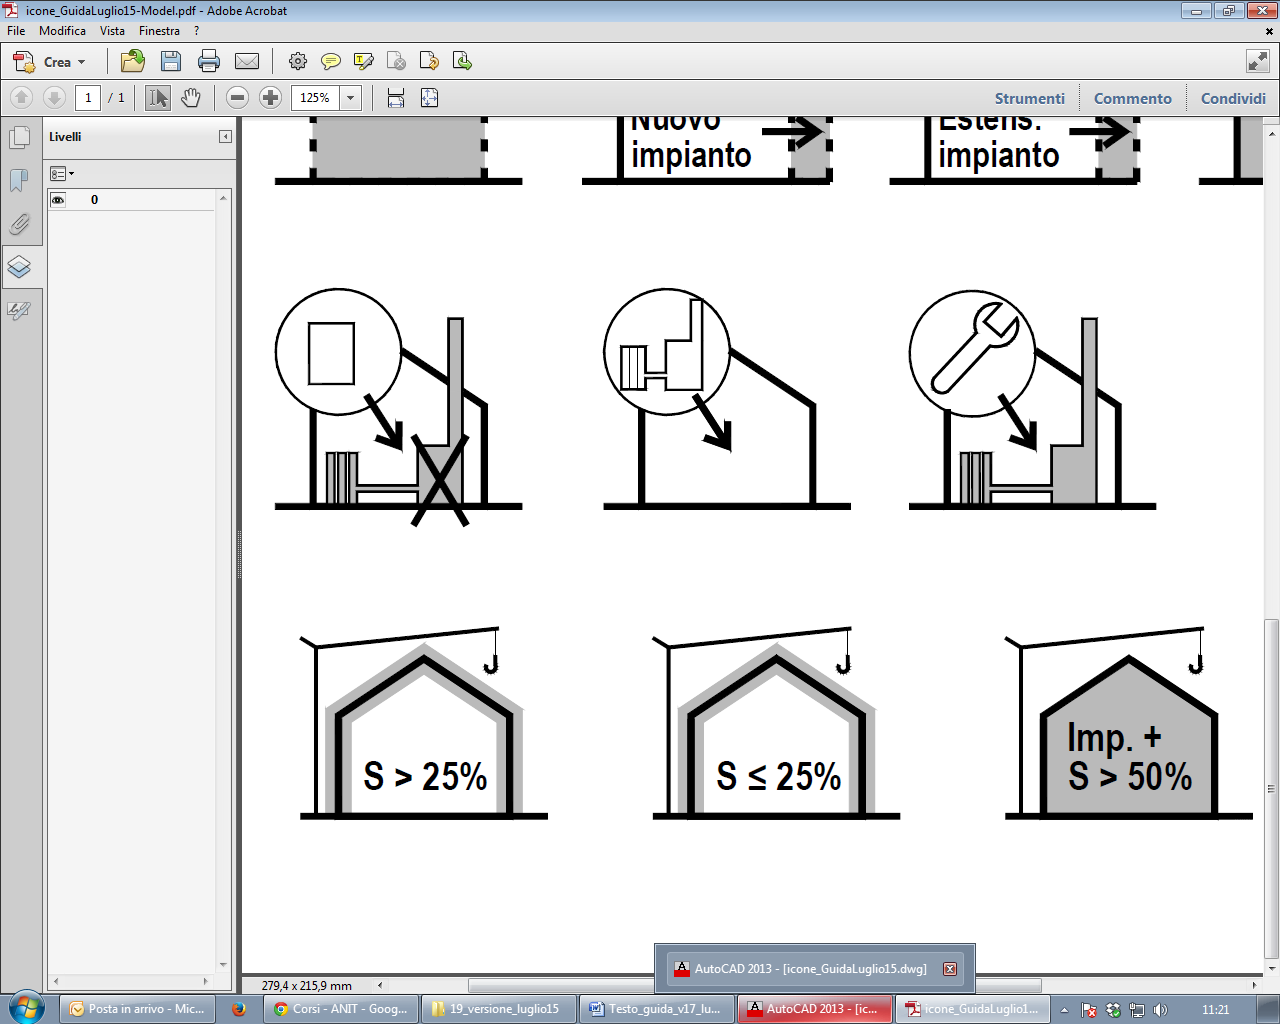 icone_GuidaLuglio15-Model.pdf - Adobe Acrobat
File Modifica Vista Finestra ?
Crea
1 / 1 125% Strumenti Commento Condividi
Livelli
0
Nuovo
impianto
Estens.
impianto
S > 25%
S ≤ 25%
Imp. +
S > 50%
279,4 x 215,9 mm
AutoCAD 2013 - [icone_GuidaLuglio15.dwg]
Posta in arrivo - Mic...
Corsi - ANIT - Goog...
19_versione_luglio15
Testo_guida_v17_lu...
AutoCAD 2013 - [ic...
icone_GuidaLuglio1...
11:21